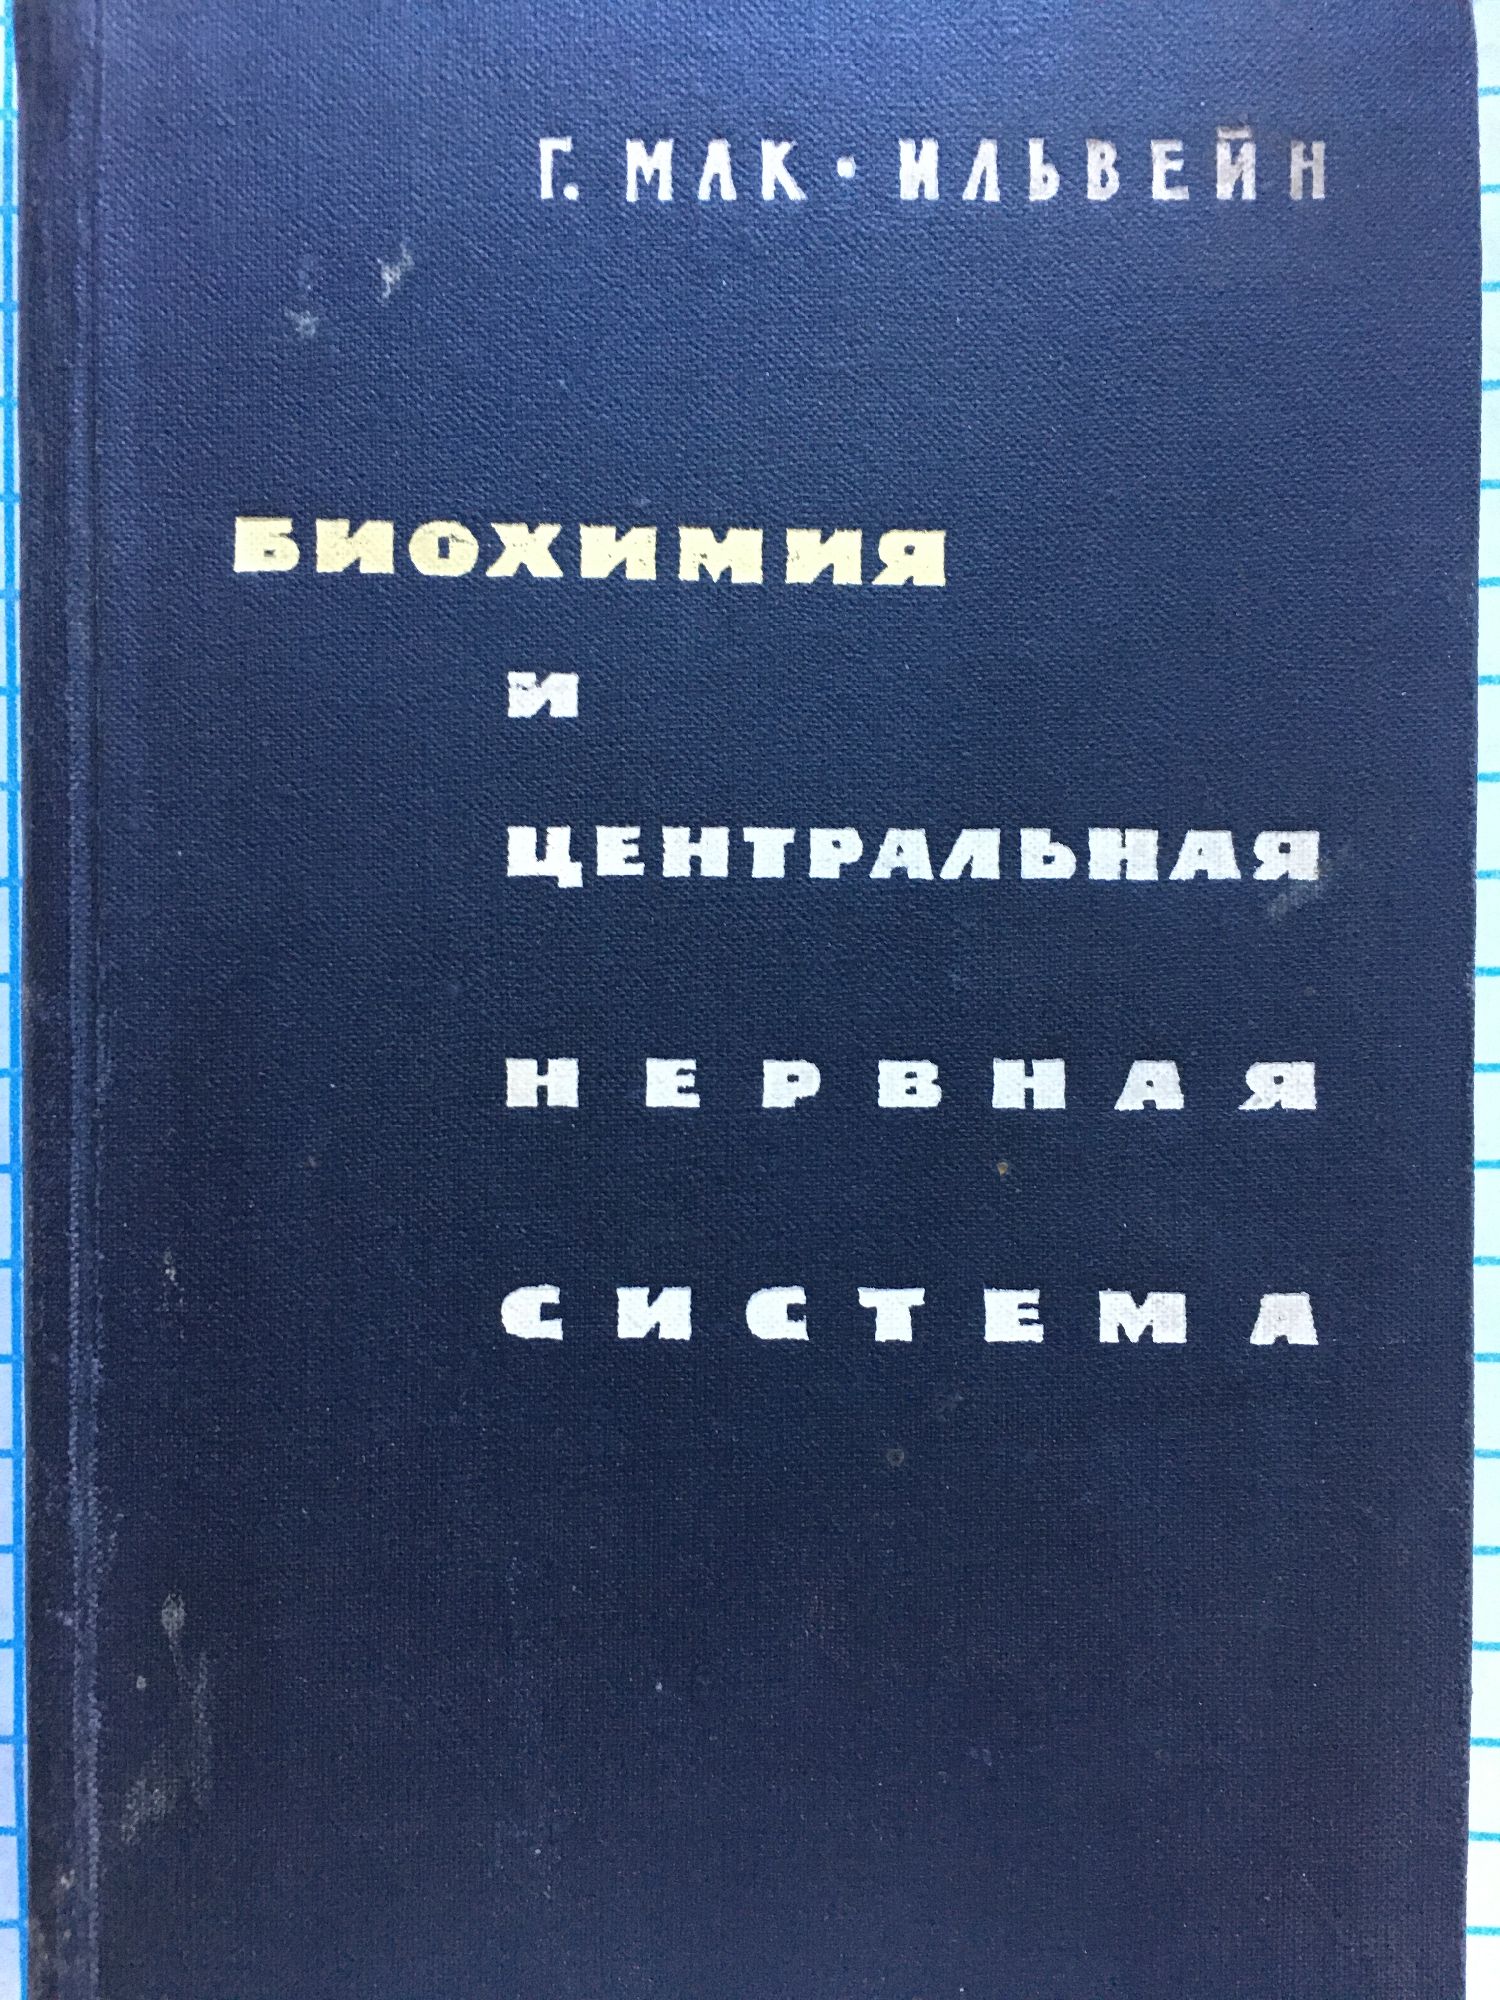 Г. МАК-ИЛЬВЕЙН
БИОХИМИЯ
И
ЦЕНТРАЛЬНАЯ
НЕРВНАЯ
СИСТЕМА